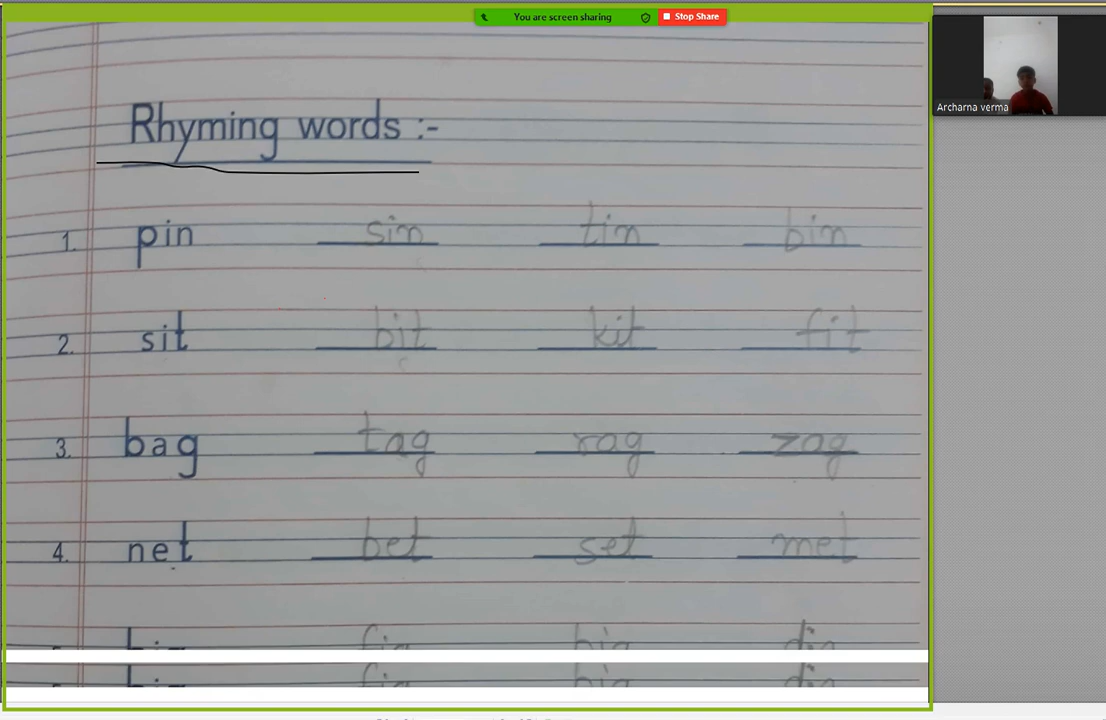 You are screen sharing Stop Share
Archarna verma
Rhyming words :-
1. pin sin tin bin
2. sit bit kit fit
3. bag tag rag zag
4. net bet set met